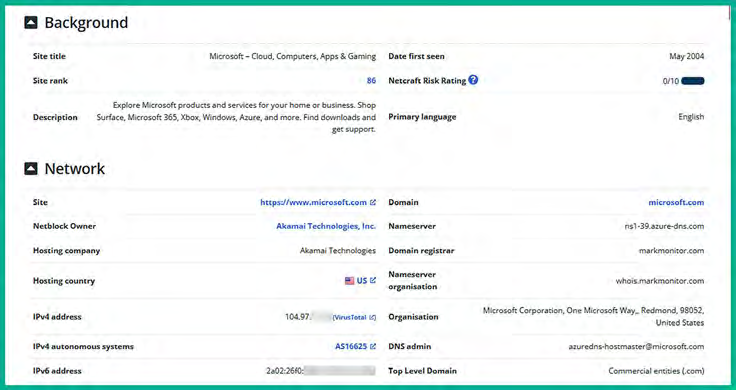 Background
Site title Microsoft – Cloud, Computers, Apps & Gaming Date first seen May 2004
Site rank 86 Netcraft Risk Rating ? 0/10
Description Explore Microsoft products and services for your home or business. Shop
Surface, Microsoft 365, Xbox, Windows, Azure, and more. Find downloads and
get support.
Primary language English
Network
Site https://www.microsoft.com Domain microsoft.com
Netblock Owner Akamai Technologies, Inc. Nameserver ns1-39.azure-dns.com
Hosting company Akamai Technologies Domain registrar markmonitor.com
Hosting country US Nameserver
organisation whois.markmonitor.com
IPv4 address 104.97. (VirusTotal) Organisation Microsoft Corporation, One Microsoft Way,, Redmond, 98052,
United States
IPv4 autonomous systems AS16625 DNS admin azuredns-hostmaster@microsoft.com
IPv6 address 2a02:26f0: Top Level Domain Commercial entities (.com)